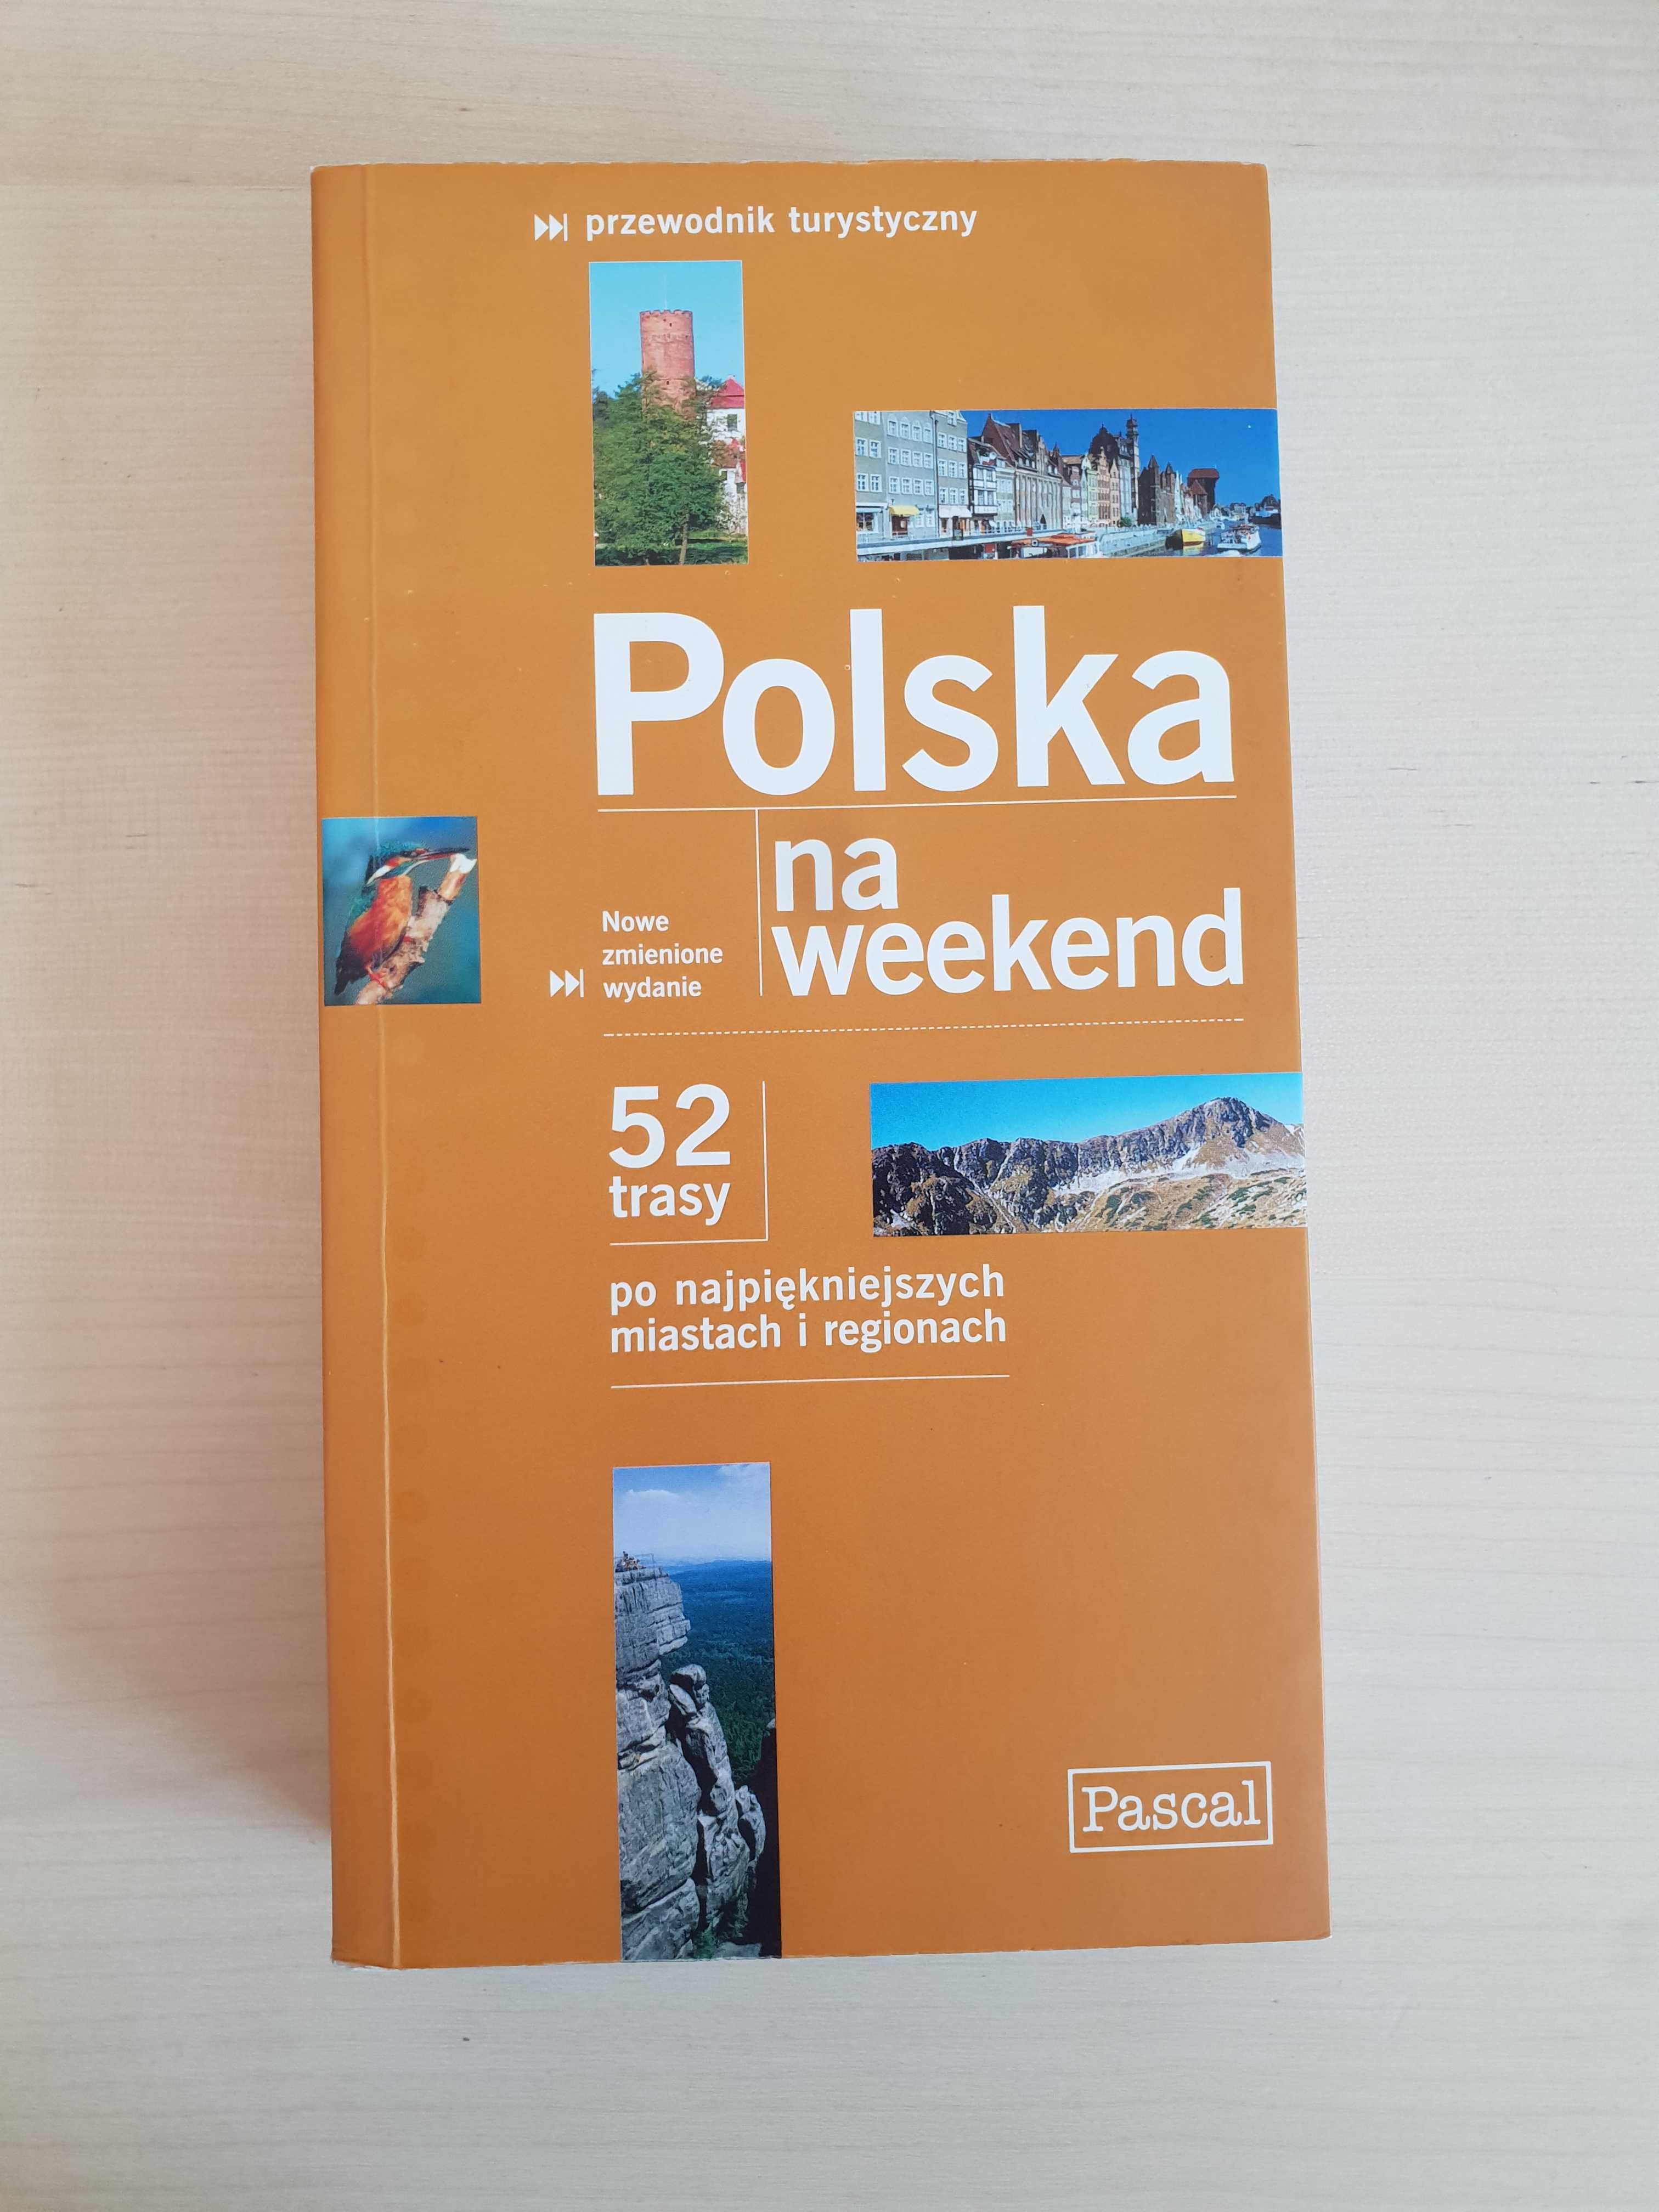 przewodnik turystyczny
Polska
na
weekend
Nowe
zmienione
wydanie
52
trasy
po najpiękniejszych
miastach i regionach
Pascal